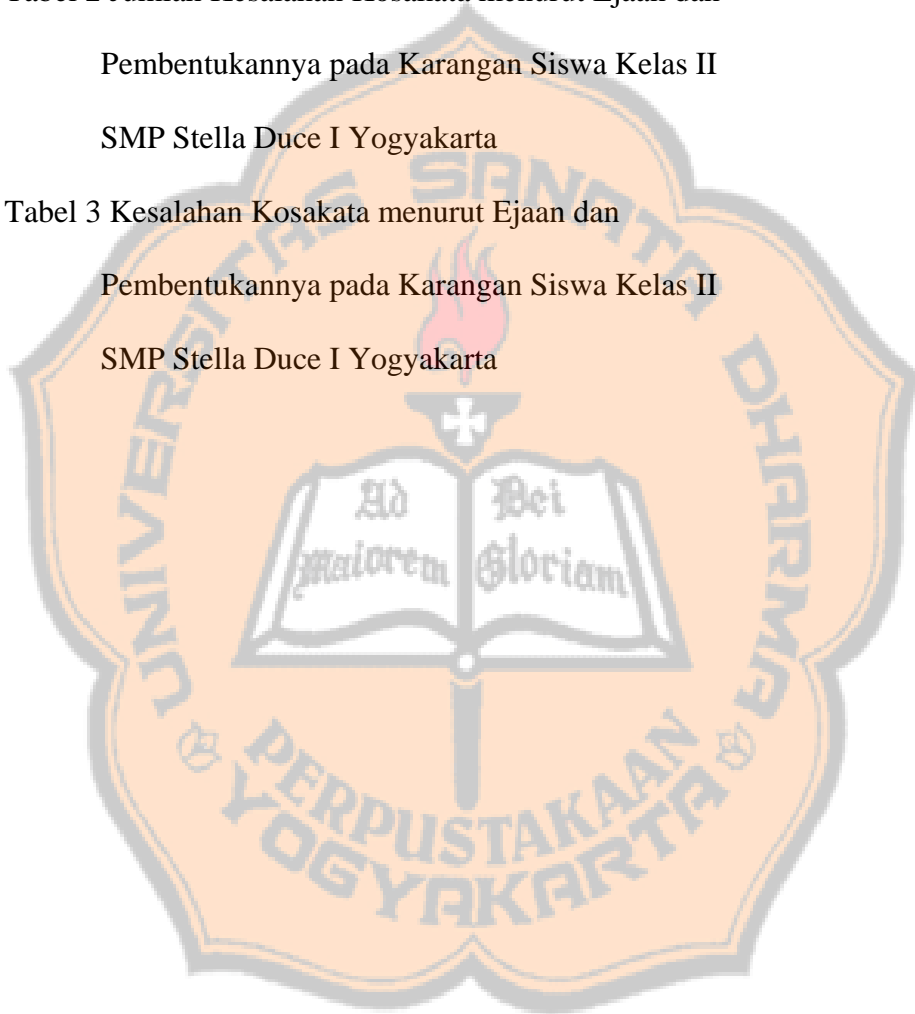 Pembentukannya pada Karangan Siswa Kelas II
SMP Stella Duce I Yogyakarta
Tabel 3 Kesalahan Kosakata menurut Ejaan dan
Pembentukannya pada Karangan Siswa Kelas II
SMP Stella Duce I Yogyakarta
UNIVERSITAS SANATA DHARMA
Ad Maiorem
Dei Gloriam
PERPUSTAKAAN
YOGYAKARTA